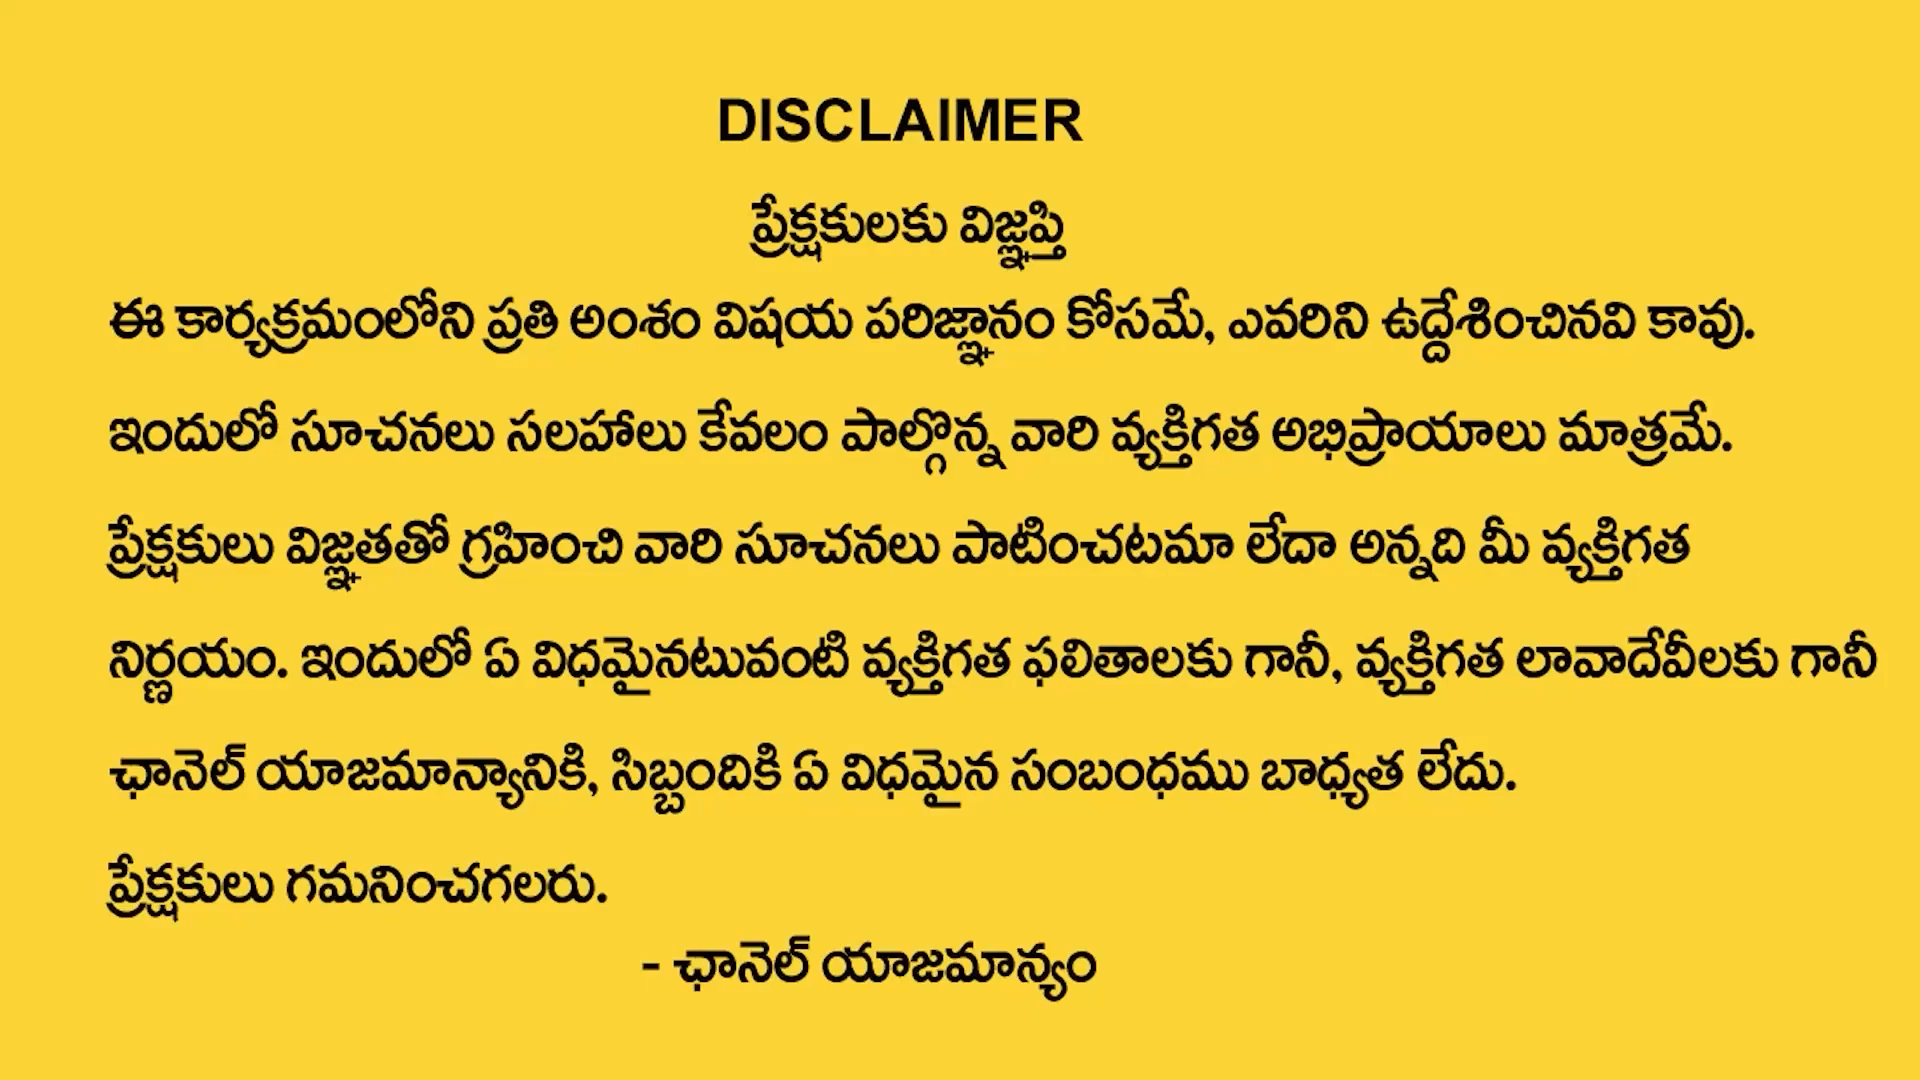 DISCLAIMER
ప్రేక్షకులకు విజ్ఞప్తి
ఈ కార్యక్రమంలోని ప్రతి అంశం విషయ పరిజ్ఞానం కోసమే, ఎవరిని ఉద్దేశించినవి కావు.
ఇందులో సూచనలు సలహాలు కేవలం పాల్గొన్న వారి వ్యక్తిగత అభిప్రాయాలు మాత్రమే.
ప్రేక్షకులు విజ్ఞతతో గ్రహించి వారి సూచనలు పాటించటమా లేదా అన్నది మీ వ్యక్తిగత
నిర్ణయం. ఇందులో ఏ విధమైనటువంటి వ్యక్తిగత ఫలితాలకు గానీ, వ్యక్తిగత లావాదేవీలకు గానీ
ఛానెల్ యాజమాన్యానికి, సిబ్బందికి ఏ విధమైన సంబంధము బాధ్యత లేదు.
ప్రేక్షకులు గమనించగలరు.
- ఛానెల్ యాజమాన్యం